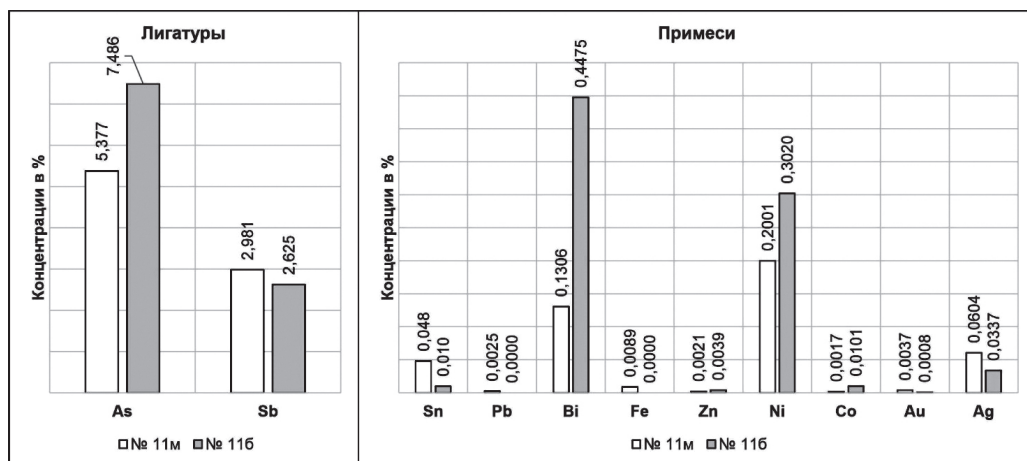 Лигатуры
Концентрации в %
5,377
7,486
2,981
2,625
As Sb
№ 11м № 11б
Примеси
Концентрации в %
0,048
0,010
0,0025
0,0000
0,1306
0,4475
0,0089
0,0000
0,0021
0,0039
0,2001
0,3020
0,0017
0,0101
0,0037
0,0008
0,0604
0,0337
Sn Pb Bi Fe Zn Ni Co Au Ag
№ 11м № 11б